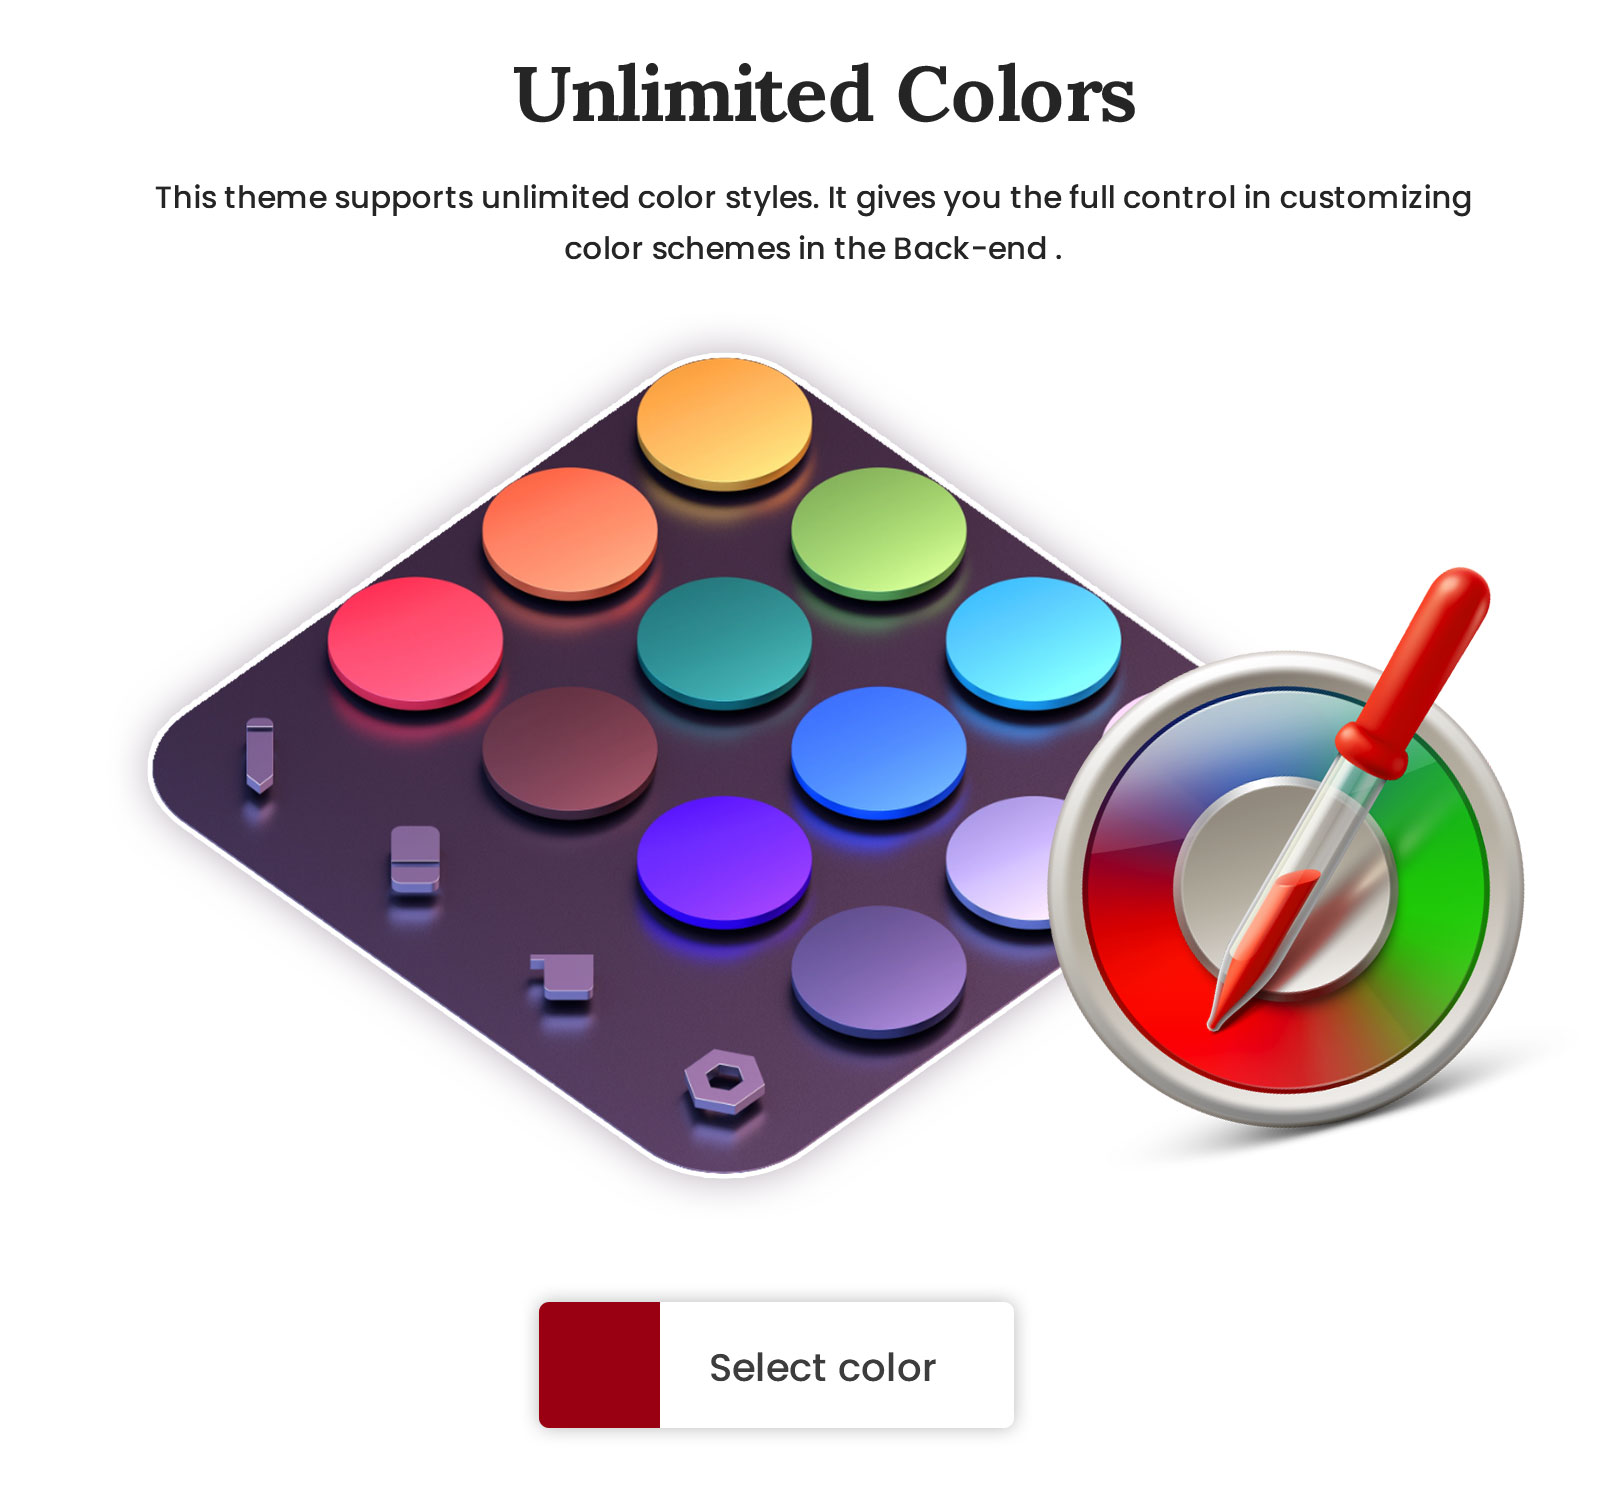 Unlimited Colors
This theme supports unlimited color styles. It gives you the full control in customizing
color schemes in the Back-end .
Select color